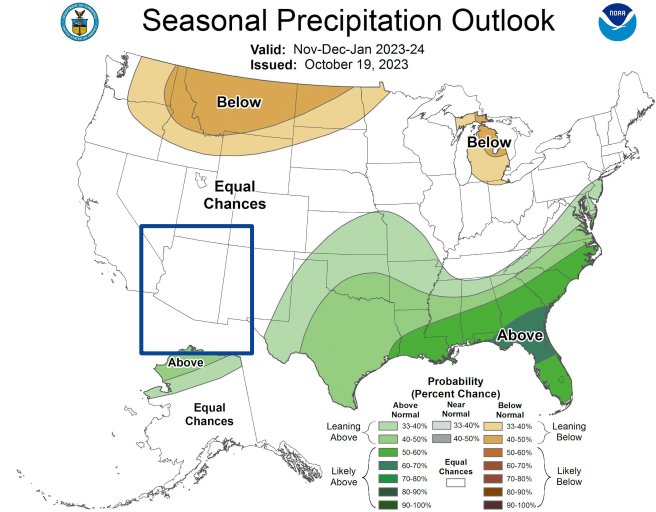 Seasonal Precipitation Outlook
NOAA
Valid: Nov-Dec-Jan 2023-24
Issued: October 19, 2023
Below
Below
Equal
Chances
Above
Above
Equal
Chances
Probability
(Percent Chance)
Above
Normal
Near
Normal
Below
Normal
Leaning
Above
33-40%
33-40%
33-40%
Leaning
Below
40-50%
40-50%
40-50%
Likely
Above
50-60%
60-70%
70-80%
80-90%
90-100%
Equal
Chances
50-60%
60-70%
70-80%
80-90%
90-100%
Likely
Below